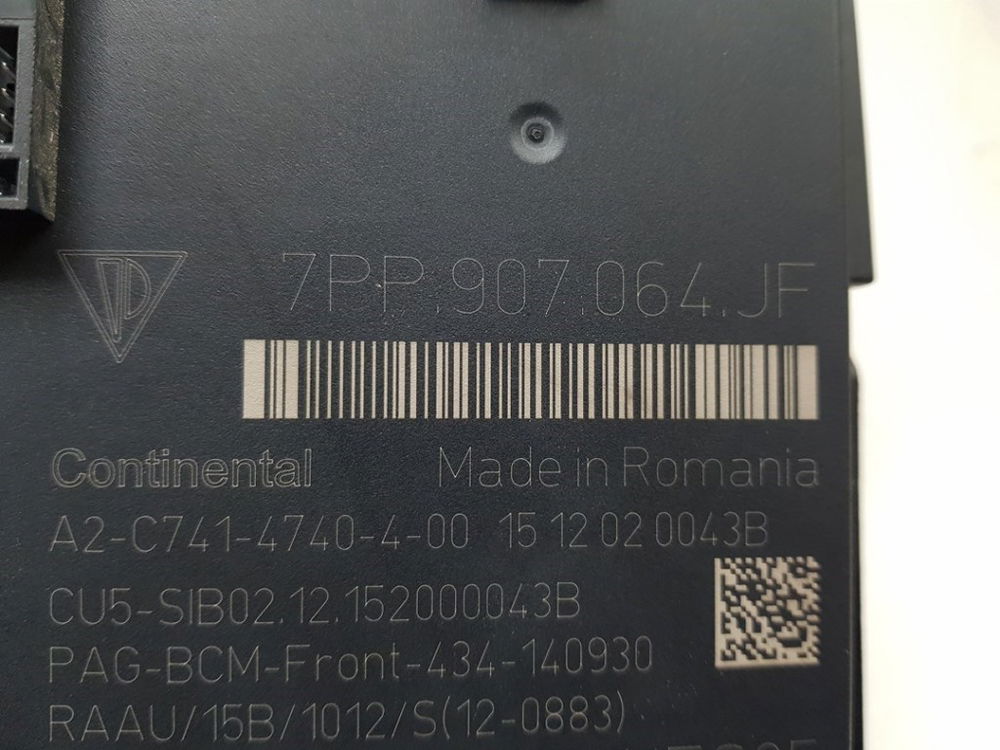 7PP.907.064.JF
Continental Made in Romania
A2-C741-4740-4-00 15 12 02 0043B
CU5-SIB02.12.152000043B
PAG-BCM-Front-434-140930
RAAU/15B/1012/S(12-0883)